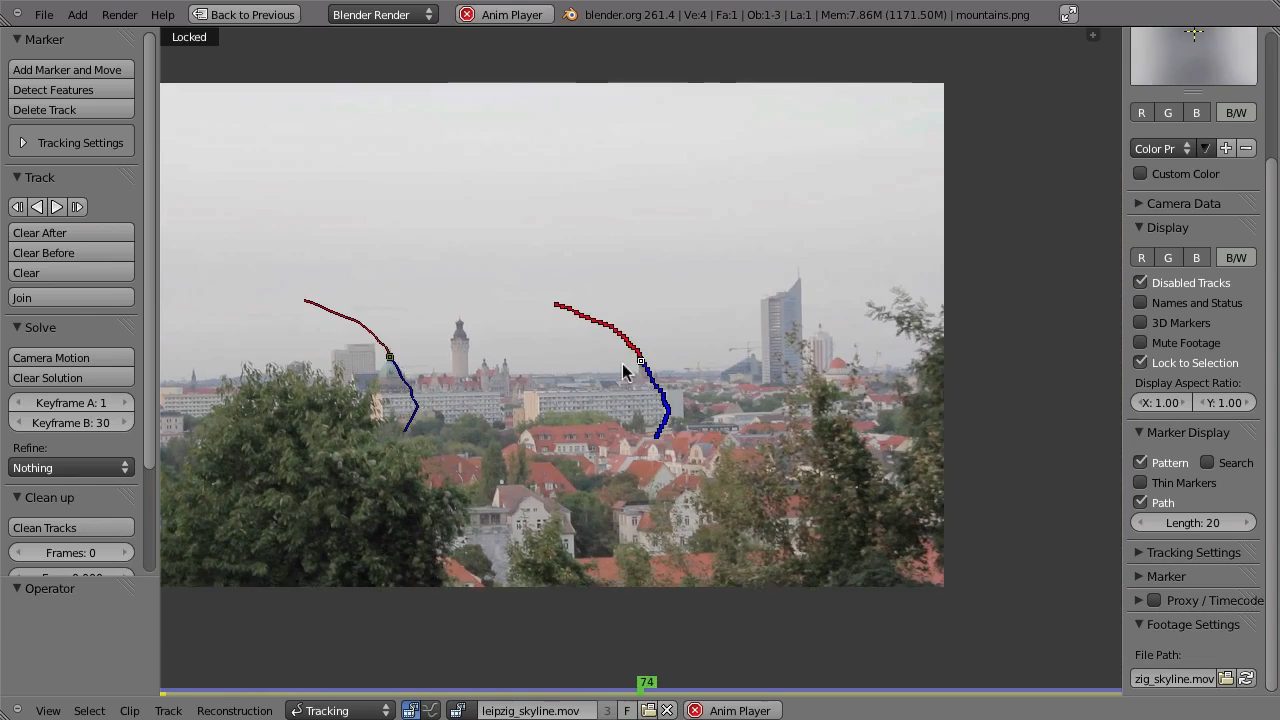 File Add Render Help Back to Previous Blender Render Anim Player blender.org 261.4 | Ve:4 | Fa:1 | Ob:1-3 | La:1 | Mem:7.86M (1171.50M) | mountains.png
Marker
Add Marker and Move
Detect Features
Delete Track
Tracking Settings
Track
Clear After
Clear Before
Clear
Join
Solve
Camera Motion
Clear Solution
Keyframe A: 1
Keyframe B: 30
Refine:
Nothing
Clean up
Clean Tracks
Frames: 0
Operator
Locked
74
R G B B/W
Color Pr
Custom Color
Camera Data
Display
R G B B/W
Disabled Tracks
Names and Status
3D Markers
Mute Footage
Lock to Selection
Display Aspect Ratio:
X: 1.00 Y: 1.00
Marker Display
Pattern Search
Thin Markers
Path
Length: 20
Tracking Settings
Marker
Proxy / Timecode
Footage Settings
File Path:
zig_skyline.mov
View Select Clip Track Reconstruction Tracking leipzig_skyline.mov 3 F Anim Player